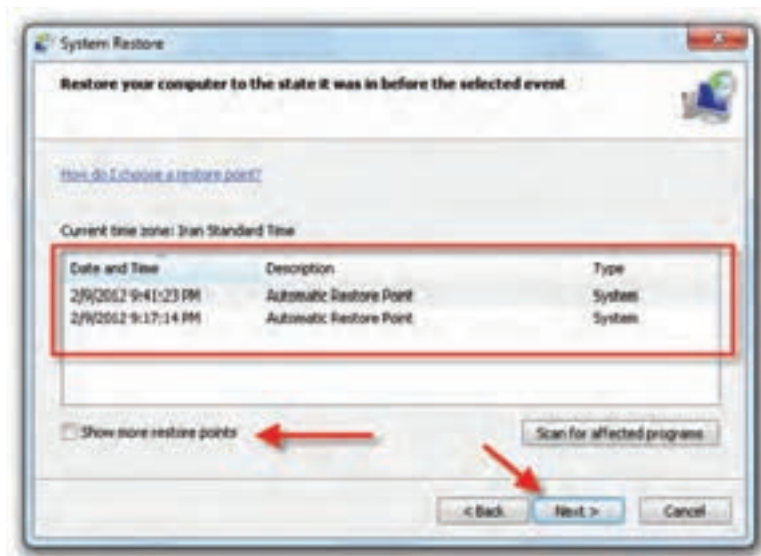 System Restore
Restore your computer to the state it was in before the selected event
How do I choose a restore point?
Current time zone: Iran Standard Time
Date and Time Description Type
2/9/2012 9:41:23 PM Automatic Restore Point System
2/9/2012 9:17:14 PM Automatic Restore Point System
Show more restore points
Scan for affected programs
< Back Next > Cancel